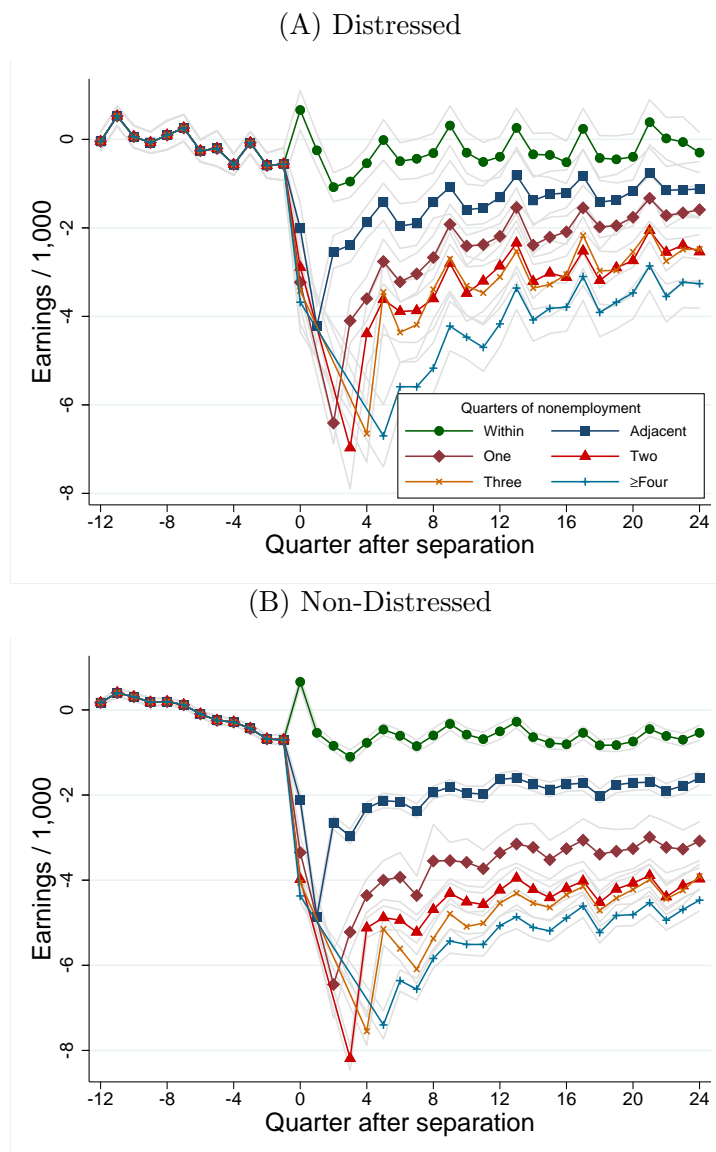 (A) Distressed
Earnings / 1,000
0
-2
-4
-6
-8
Quarters of nonemployment
Within Adjacent
One Two
Three ≥Four
-12 -8 -4 0 4 8 12 16 20 24
Quarter after separation
(B) Non-Distressed
Earnings / 1,000
0
-2
-4
-6
-8
-12 -8 -4 0 4 8 12 16 20 24
Quarter after separation